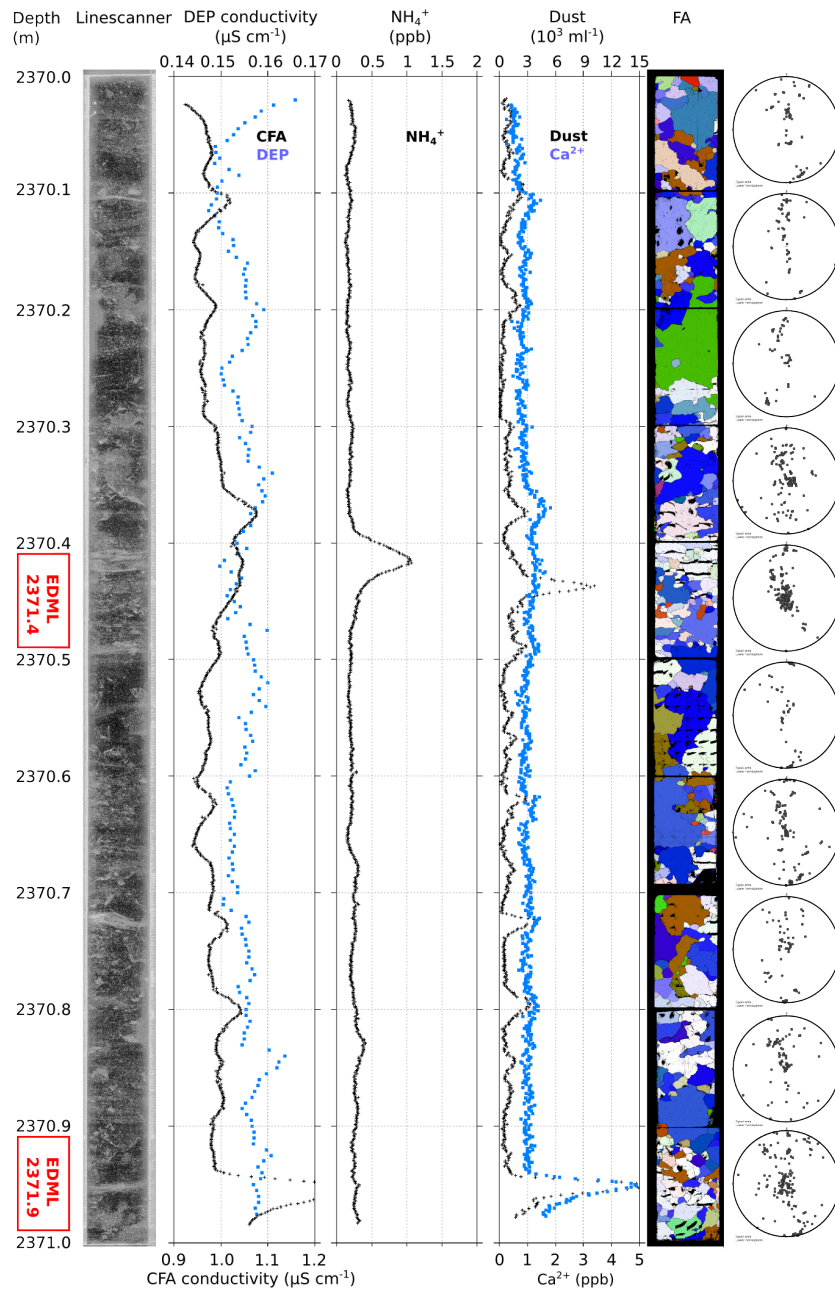 Depth (m)
Linescanner
DEP conductivity (µS cm⁻¹)
NH₄⁺ (ppb)
Dust (10³ ml⁻¹)
FA
0.14 0.15 0.16 0.17
0 0.5 1 2
0 3 6 12 15
CFA
DEP
NH₄⁺
Dust
Ca²⁺
2370.0
2370.1
2370.2
2370.3
2370.4
2370.5
2370.6
2370.7
2370.8
2370.9
2371.0
EDML 2371.4
EDML 2371.9
0.9 1.0 1.1 1.2
CFA conductivity (µS cm⁻¹)
0 1 3 4 5
Ca²⁺ (ppb)